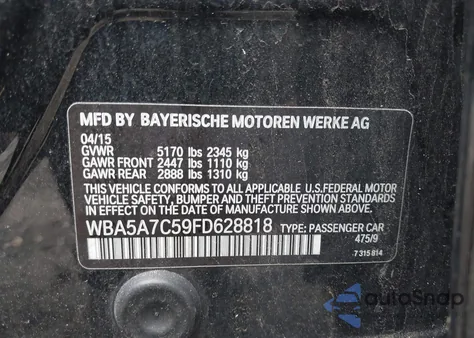 MFD BY BAYERISCHE MOTOREN WERKE AG
04/15
GVWR 5170 lbs 2345 kg
GAWR FRONT 2447 lbs 1110 kg
GAWR REAR 2888 lbs 1310 kg
THIS VEHICLE CONFORMS TO ALL APPLICABLE U.S.FEDERAL MOTOR
VEHICLE SAFETY, BUMPER AND THEFT PREVENTION STANDARDS
IN EFFECT ON THE DATE OF MANUFACTURE SHOWN ABOVE.
WBA5A7C59FD628818 TYPE: PASSENGER CAR
475/9
7 315 814
autoSnap